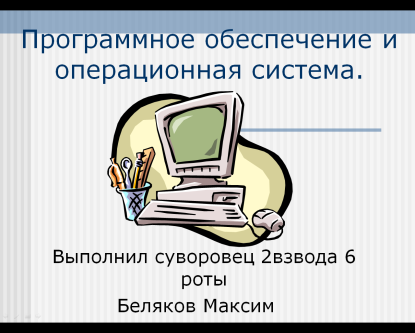 Программное обеспечение и
операционная система.
Выполнил суворовец 2взвода 6
роты
Беляков Максим